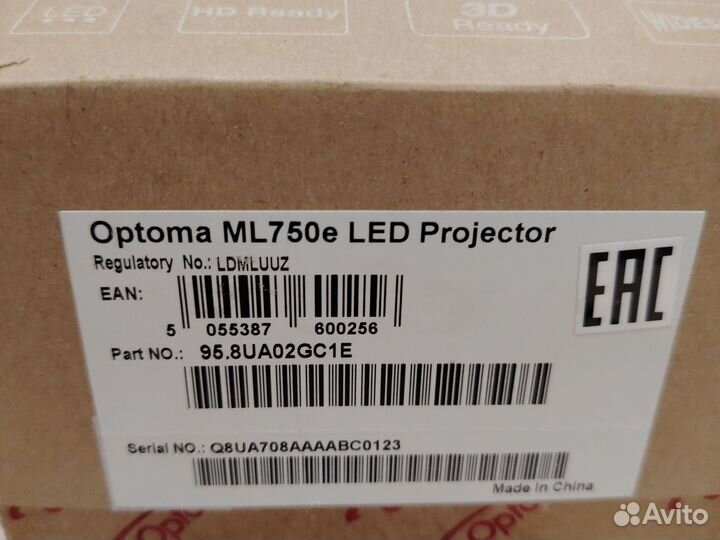 LED
HD Ready
3D
Ready
Optoma ML750e LED Projector
Regulatory No.: LDMLUUZ
EAN:
5 055387 600256
EAC
Part NO.: 95.8UA02GC1E
Serial NO.: Q8UA708AAAABC0123
Made In China
Avito